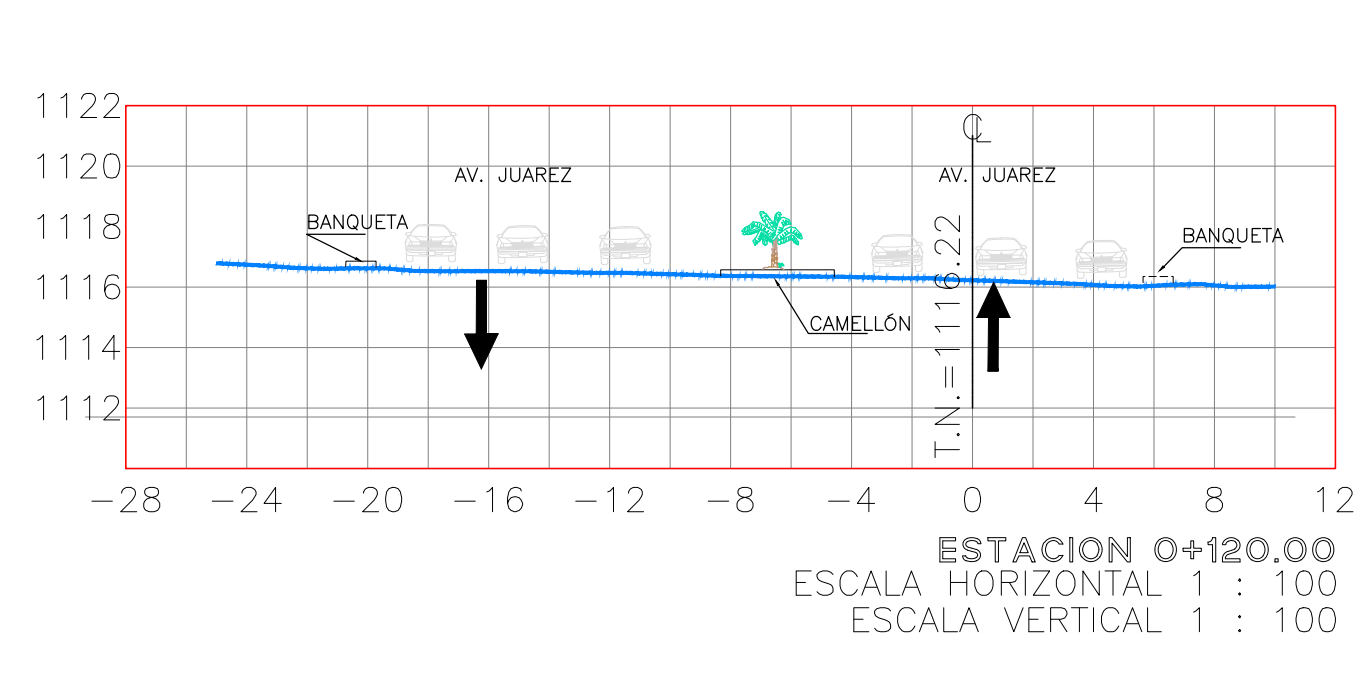 1122
1120
1118
1116
1114
1112
℄
AV. JUAREZ
AV. JUAREZ
BANQUETA
BANQUETA
CAMELLÓN
T.N.=1116.22
-28 -24 -20 -16 -12 -8 -4 0 4 8 12
ESTACION 0+120.00
ESCALA HORIZONTAL 1 : 100
ESCALA VERTICAL 1 : 100